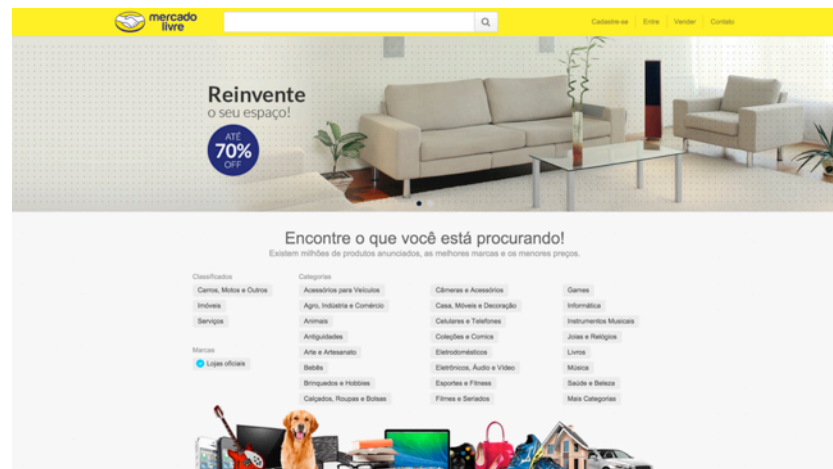 mercado
livre
Cadastre-se
Entre
Vender
Contato
Reinvente
o seu espaço!
ATÉ
70%
OFF
Encontre o que você está procurando!
Existem milhões de produtos anunciados, as melhores marcas e os menores preços.
Classificados
Carros, Motos e Outros
Imóveis
Serviços
Marcas
Lojas oficiais
Categorias
Acessórios para Veículos
Agro, Indústria e Comércio
Animais
Antiguidades
Arte e Artesanato
Bebês
Brinquedos e Hobbies
Calçados, Roupas e Bolsas
Câmeras e Acessórios
Casa, Móveis e Decoração
Celulares e Telefones
Coleções e Comics
Eletrodomésticos
Eletrônicos, Áudio e Vídeo
Esportes e Fitness
Filmes e Seriados
Games
Informática
Instrumentos Musicais
Joias e Relógios
Livros
Música
Saúde e Beleza
Mais Categorias